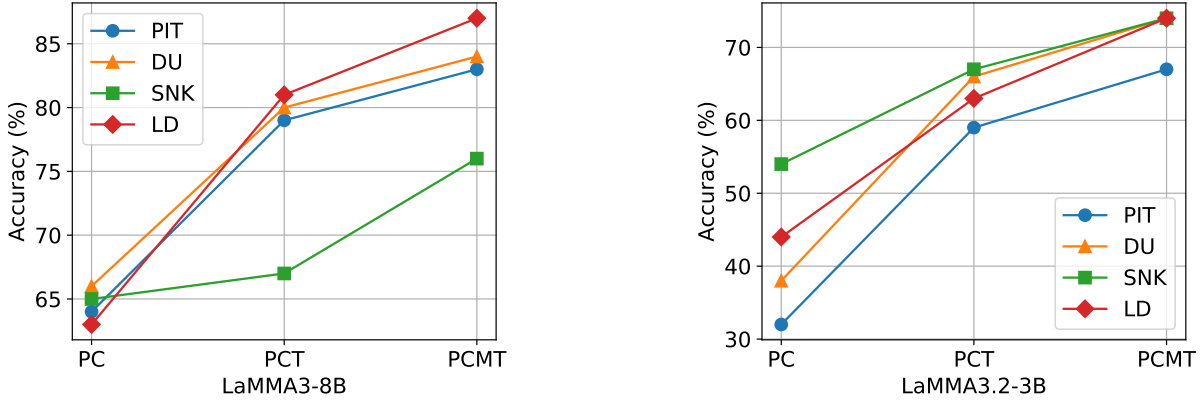 Accuracy (%)
85
80
75
70
65
PIT
DU
SNK
LD
PC
PCT
PCMT
LaMMA3-8B
Accuracy (%)
70
60
50
40
30
PIT
DU
SNK
LD
PC
PCT
PCMT
LaMMA3.2-3B